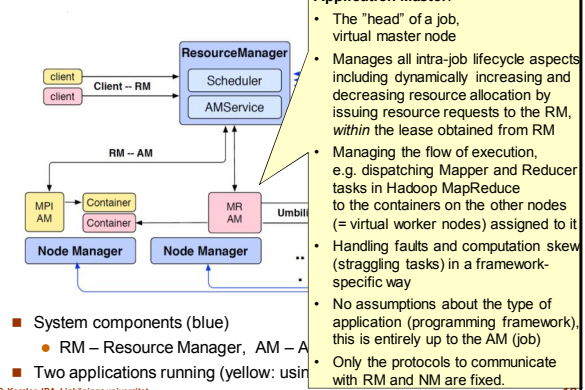 ResourceManager
Scheduler
AMService
client
client
Client -- RM
RM -- AM
MPI
AM
Container
Container
MR
AM
Node Manager
Node Manager
..
.
• The ”head” of a job,
virtual master node
• Manages all intra-job lifecycle aspects
including dynamically increasing and
decreasing resource allocation by
issuing resource requests to the RM,
within the lease obtained from RM
• Managing the flow of execution,
e.g. dispatching Mapper and Reducer
tasks in Hadoop MapReduce
to the containers on the other nodes
(= virtual worker nodes) assigned to it
• Handling faults and computation skew
(straggling tasks) in a framework-
specific way
• No assumptions about the type of
application (programming framework),
this is entirely up to the AM (job)
• Only the protocols to communicate
with RM and NM are fixed.
■ System components (blue)
● RM – Resource Manager, AM – A
■ Two applications running (yellow: usin